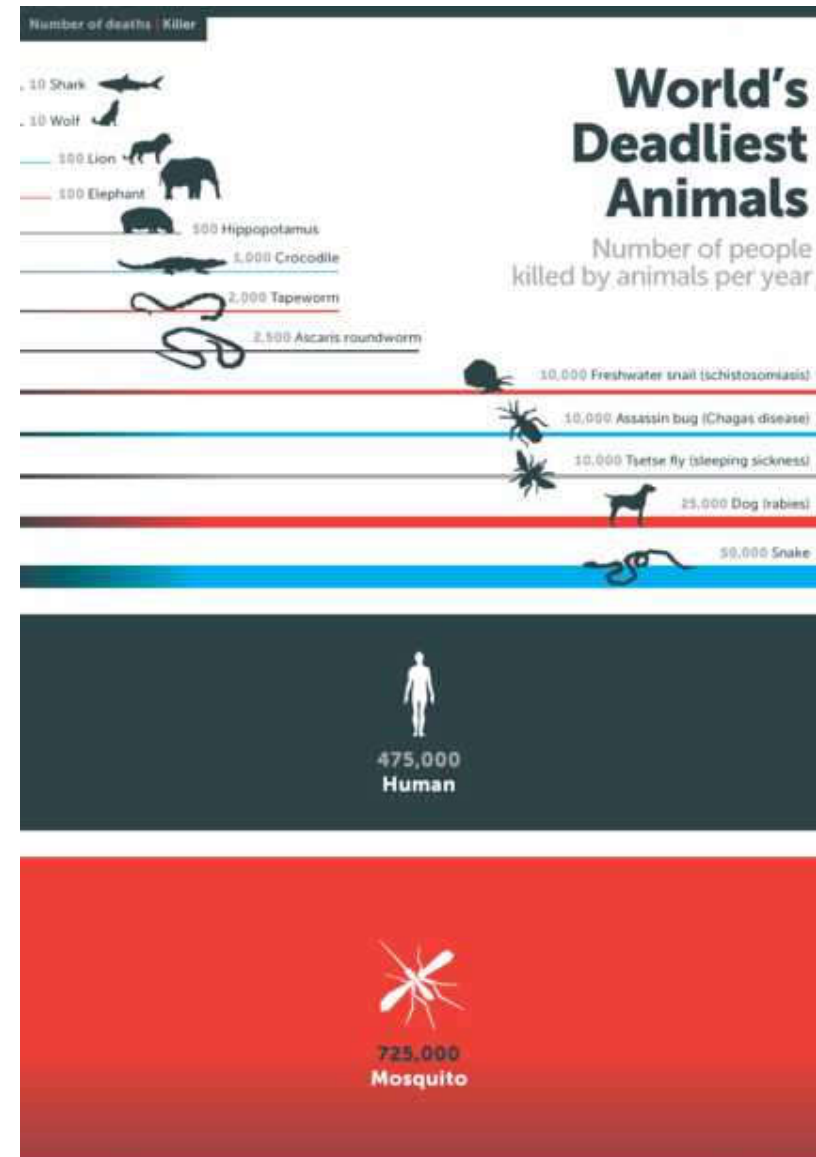 Number of deaths | Killer
World's
Deadliest
Animals
Number of people
killed by animals per year
10 Shark
10 Wolf
100 Lion
100 Elephant
500 Hippopotamus
1,000 Crocodile
2,000 Tapeworm
2,500 Ascaris roundworm
10,000 Freshwater snail (schistosomiasis)
10,000 Assassin bug (Chagas disease)
10,000 Tsetse fly (sleeping sickness)
25,000 Dog (rabies)
50,000 Snake
475,000
Human
725,000
Mosquito